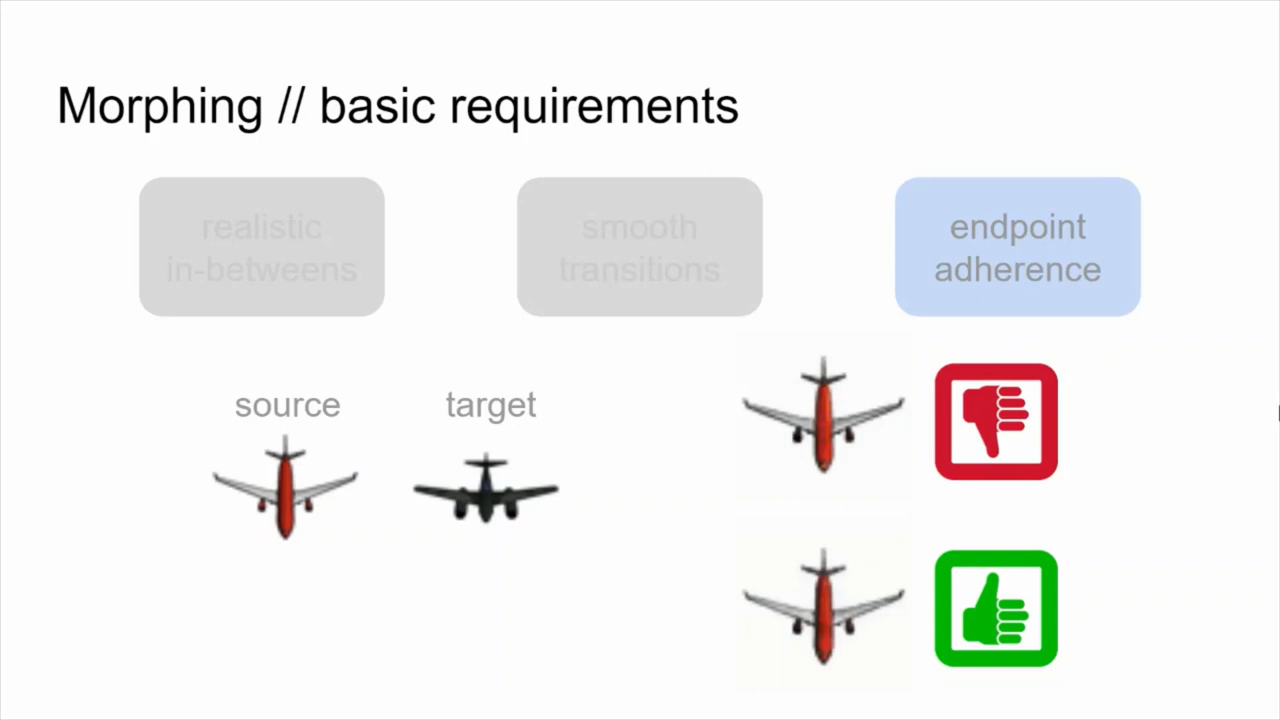 Morphing // basic requirements
realistic
in-betweens
smooth
transitions
endpoint
adherence
source
target